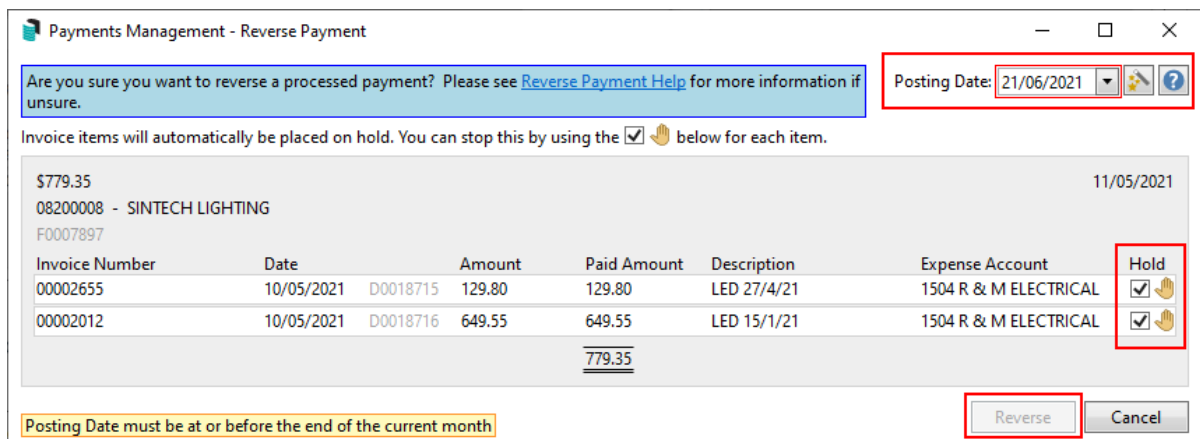 Payments Management - Reverse Payment
Are you sure you want to reverse a processed payment? Please see Reverse Payment Help for more information if
unsure.
Posting Date: 21/06/2021
Invoice items will automatically be placed on hold. You can stop this by using the below for each item.
$779.35 11/05/2021
08200008 - SINTECH LIGHTING
F0007897
Invoice Number Date Amount Paid Amount Description Expense Account Hold
00002655 10/05/2021 D0018715 129.80 129.80 LED 27/4/21 1504 R & M ELECTRICAL
00002012 10/05/2021 D0018716 649.55 649.55 LED 15/1/21 1504 R & M ELECTRICAL
779.35
Posting Date must be at or before the end of the current month
Reverse Cancel